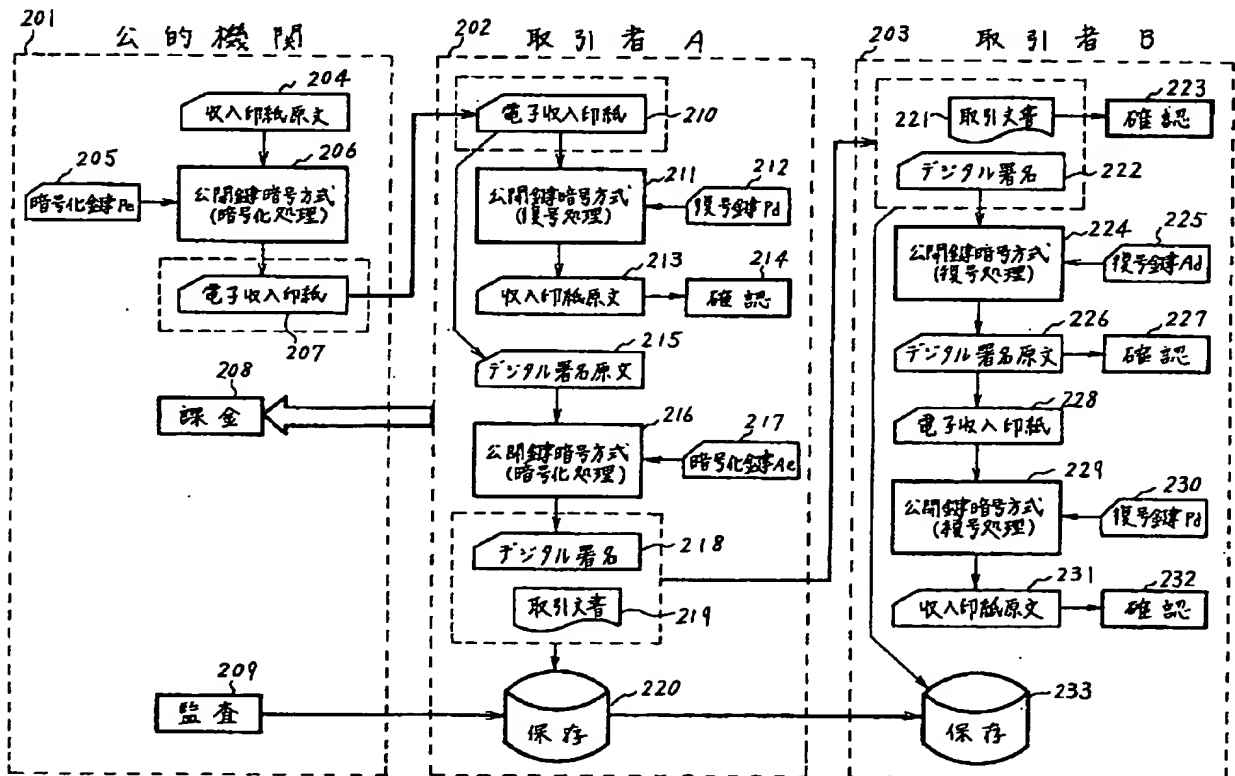 201
公的機関
204
収入印紙原文
205
206
暗号化鍵Pe
公開鍵暗号方式
(暗号化処理)
電子収入印紙
207
208
課金
209
監査
202
取引者 A
電子収入印紙
210
211
212
公開鍵暗号方式
(復号処理)
復号鍵Pd
213
214
収入印紙原文
確認
215
デジタル署名原文
216
217
公開鍵暗号方式
(暗号化処理)
暗号化鍵Ae
デジタル署名
218
取引文書
219
220
保存
203
取引者 B
221
取引文書
223
確認
デジタル署名
222
224
225
公開鍵暗号方式
(復号処理)
復号鍵Ad
226
227
デジタル署名原文
確認
228
電子収入印紙
229
230
公開鍵暗号方式
(復号処理)
復号鍵Pd
231
232
収入印紙原文
確認
233
保存